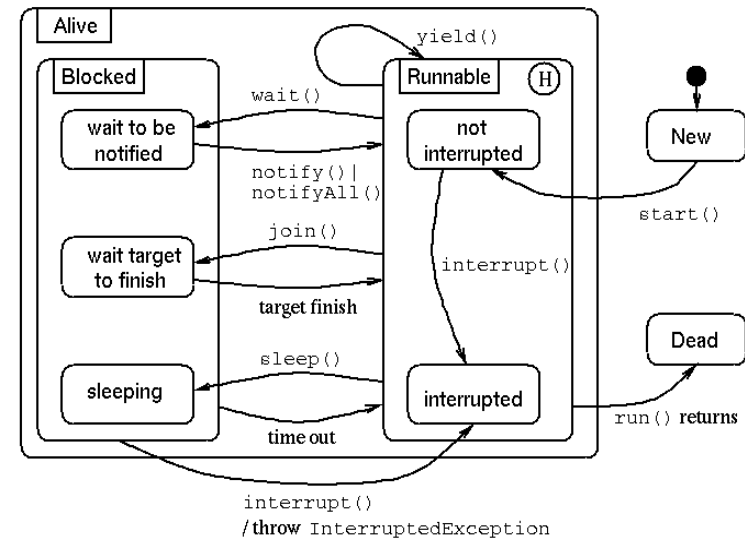 Alive
yield()
Blocked
Runnable
H
wait()
wait to be
notified
not
interrupted
New
notify()|
notifyAll()
start()
join()
wait target
to finish
interrupt()
target finish
Dead
sleep()
sleeping
interrupted
run() returns
time out
interrupt()
/ throw InterruptedException